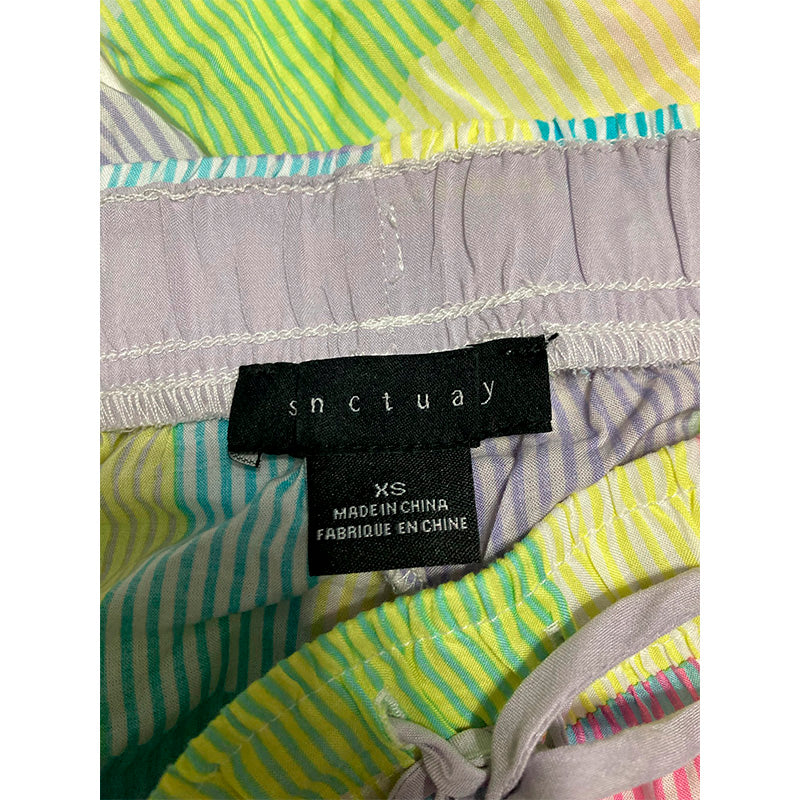 snctuay
XS
MADE IN CHINA
FABRIQUE EN CHINE